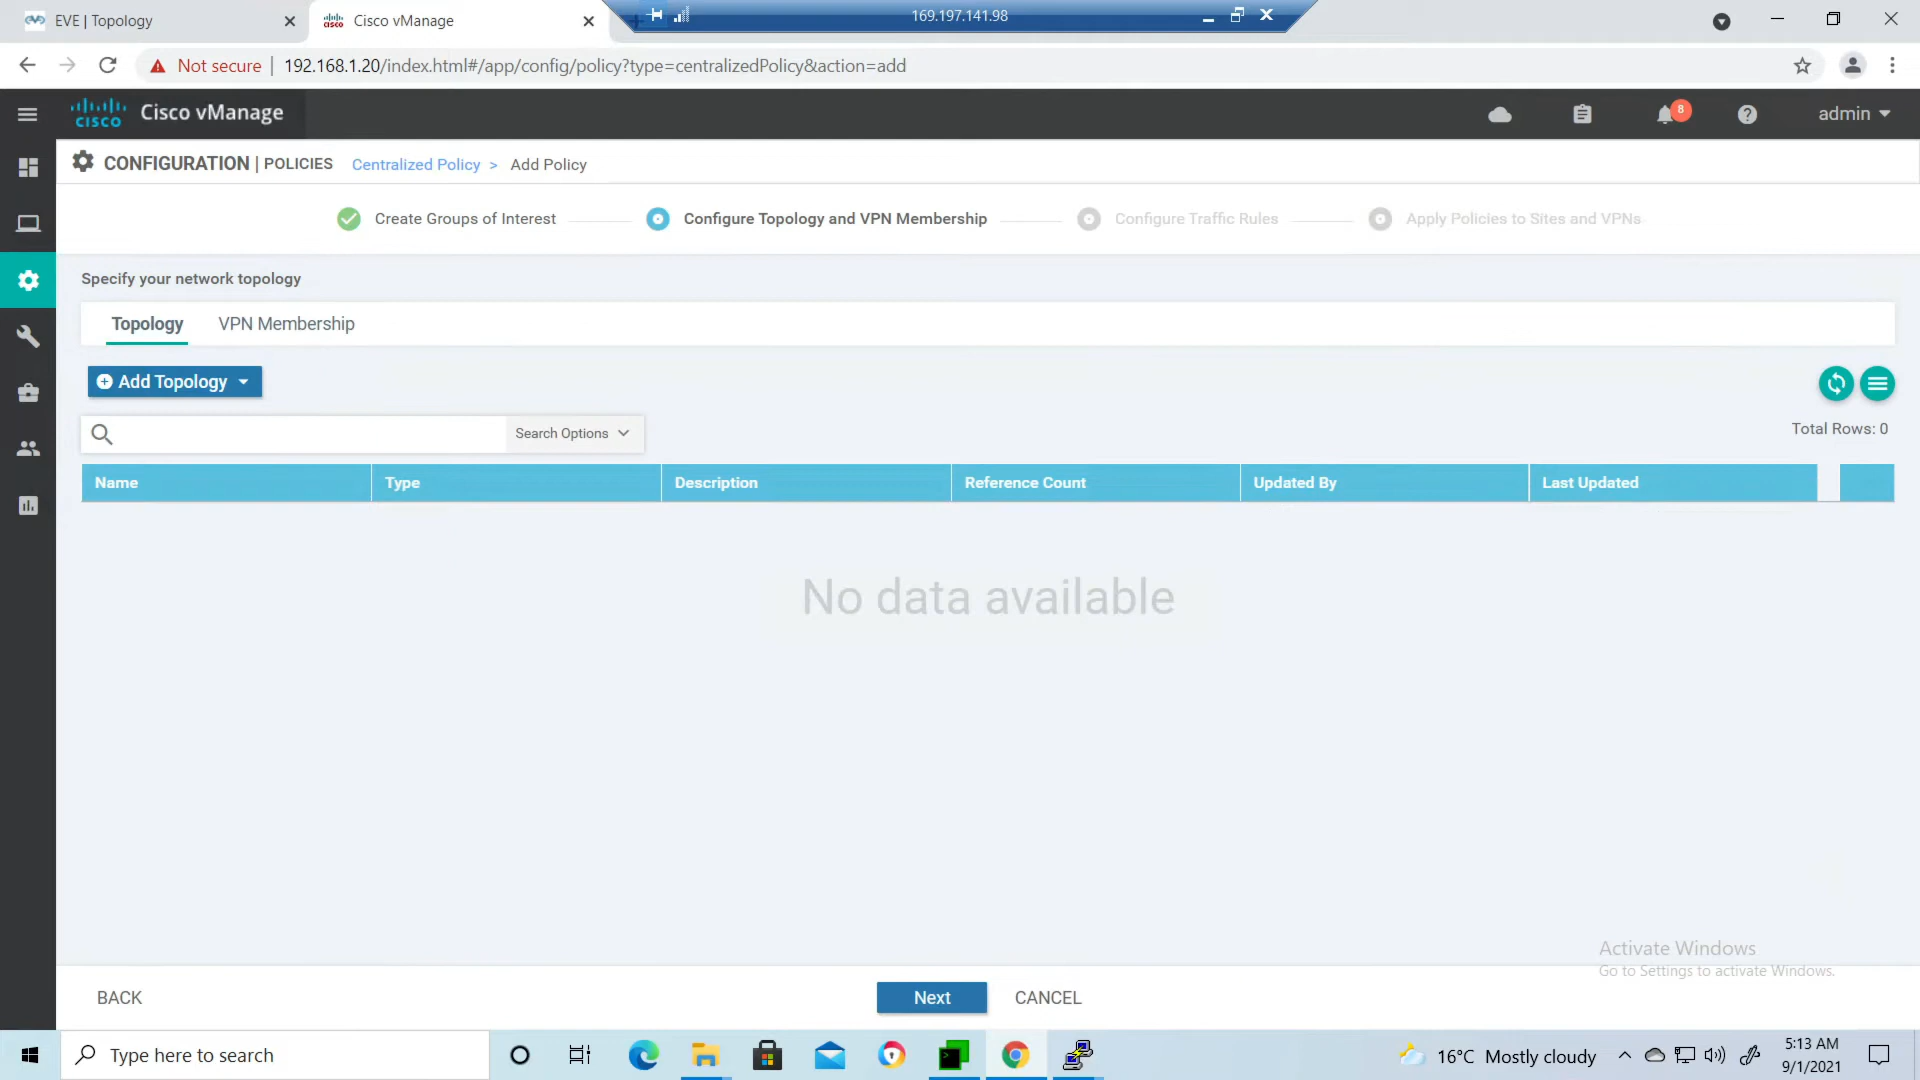 EVE | Topology
Cisco vManage
169.197.141.98
Not secure
192.168.1.20/index.html#/app/config/policy?type=centralizedPolicy&action=add
cisco
Cisco vManage
8
admin
CONFIGURATION | POLICIES
Centralized Policy > Add Policy
Create Groups of Interest
Configure Topology and VPN Membership
Configure Traffic Rules
Apply Policies to Sites and VPNs
Specify your network topology
Topology
VPN Membership
Add Topology
Search Options
Total Rows: 0
Name
Type
Description
Reference Count
Updated By
Last Updated
No data available
Activate Windows
Go to Settings to activate Windows.
BACK
Next
CANCEL
Type here to search
16°C Mostly cloudy
5:13 AM
9/1/2021